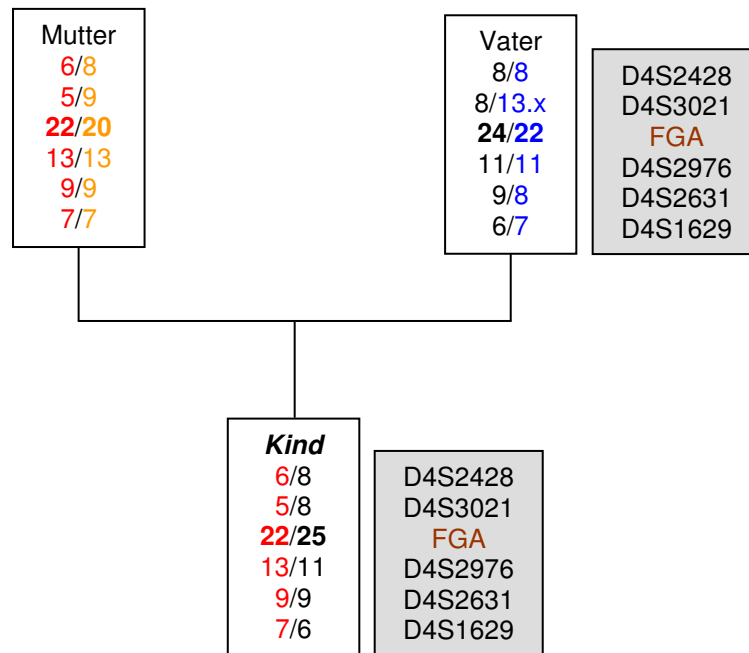 Mutter
6/8
5/9
22/20
13/13
9/9
7/7
Vater
8/8
8/13.x
24/22
11/11
9/8
6/7
D4S2428
D4S3021
FGA
D4S2976
D4S2631
D4S1629
Kind
6/8
5/8
22/25
13/11
9/9
7/6
D4S2428
D4S3021
FGA
D4S2976
D4S2631
D4S1629